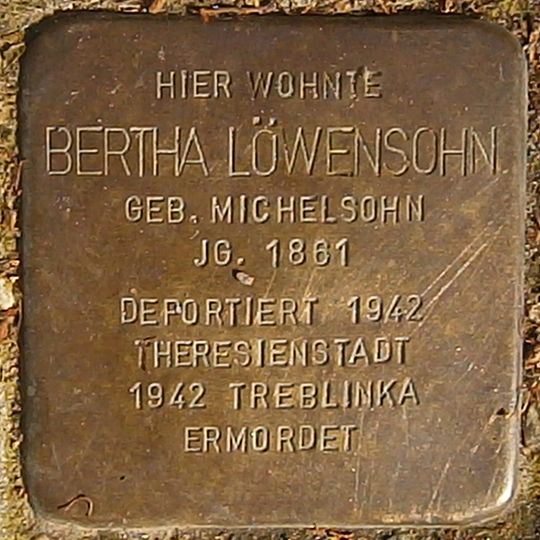 HIER WOHNTE
BERTHA LÖWENSOHN
GEB. MICHELSOHN
JG. 1861
DEPORTIERT 1942
THERESIENSTADT
1942 TREBLINKA
ERMORDET